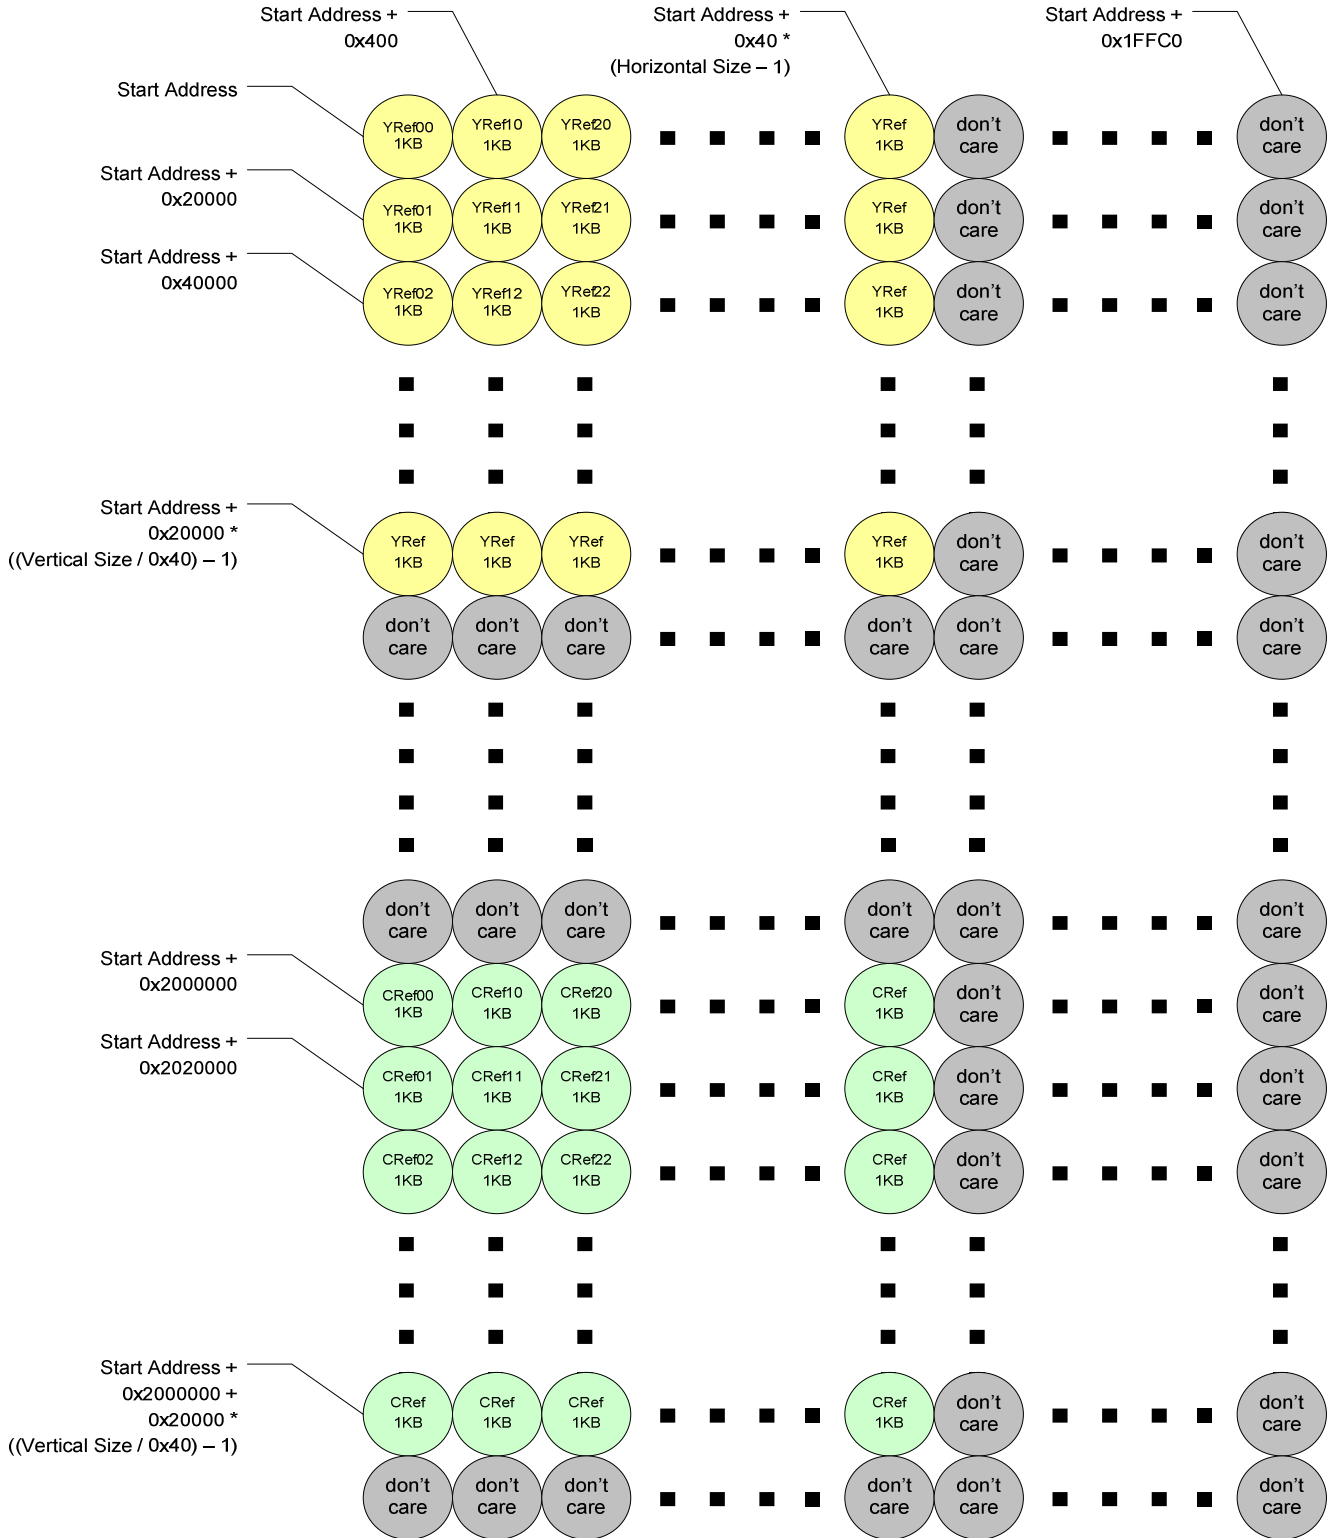 Start Address +
0x400
Start Address +
0x40 *
(Horizontal Size – 1)
Start Address +
0x1FFC0
Start Address
YRef00
1KB
YRef10
1KB
YRef20
1KB
YRef
1KB
don't
care
don't
care
Start Address +
0x20000
YRef01
1KB
YRef11
1KB
YRef21
1KB
YRef
1KB
don't
care
don't
care
Start Address +
0x40000
YRef02
1KB
YRef12
1KB
YRef22
1KB
YRef
1KB
don't
care
don't
care
Start Address +
0x20000 *
((Vertical Size / 0x40) – 1)
YRef
1KB
YRef
1KB
YRef
1KB
YRef
1KB
don't
care
don't
care
don't
care
don't
care
don't
care
don't
care
don't
care
don't
care
don't
care
don't
care
don't
care
don't
care
don't
care
don't
care
Start Address +
0x2000000
CRef00
1KB
CRef10
1KB
CRef20
1KB
CRef
1KB
don't
care
don't
care
Start Address +
0x2020000
CRef01
1KB
CRef11
1KB
CRef21
1KB
CRef
1KB
don't
care
don't
care
CRef02
1KB
CRef12
1KB
CRef22
1KB
CRef
1KB
don't
care
don't
care
Start Address +
0x2000000 +
0x20000 *
((Vertical Size / 0x40) – 1)
CRef
1KB
CRef
1KB
CRef
1KB
CRef
1KB
don't
care
don't
care
don't
care
don't
care
don't
care
don't
care
don't
care
don't
care